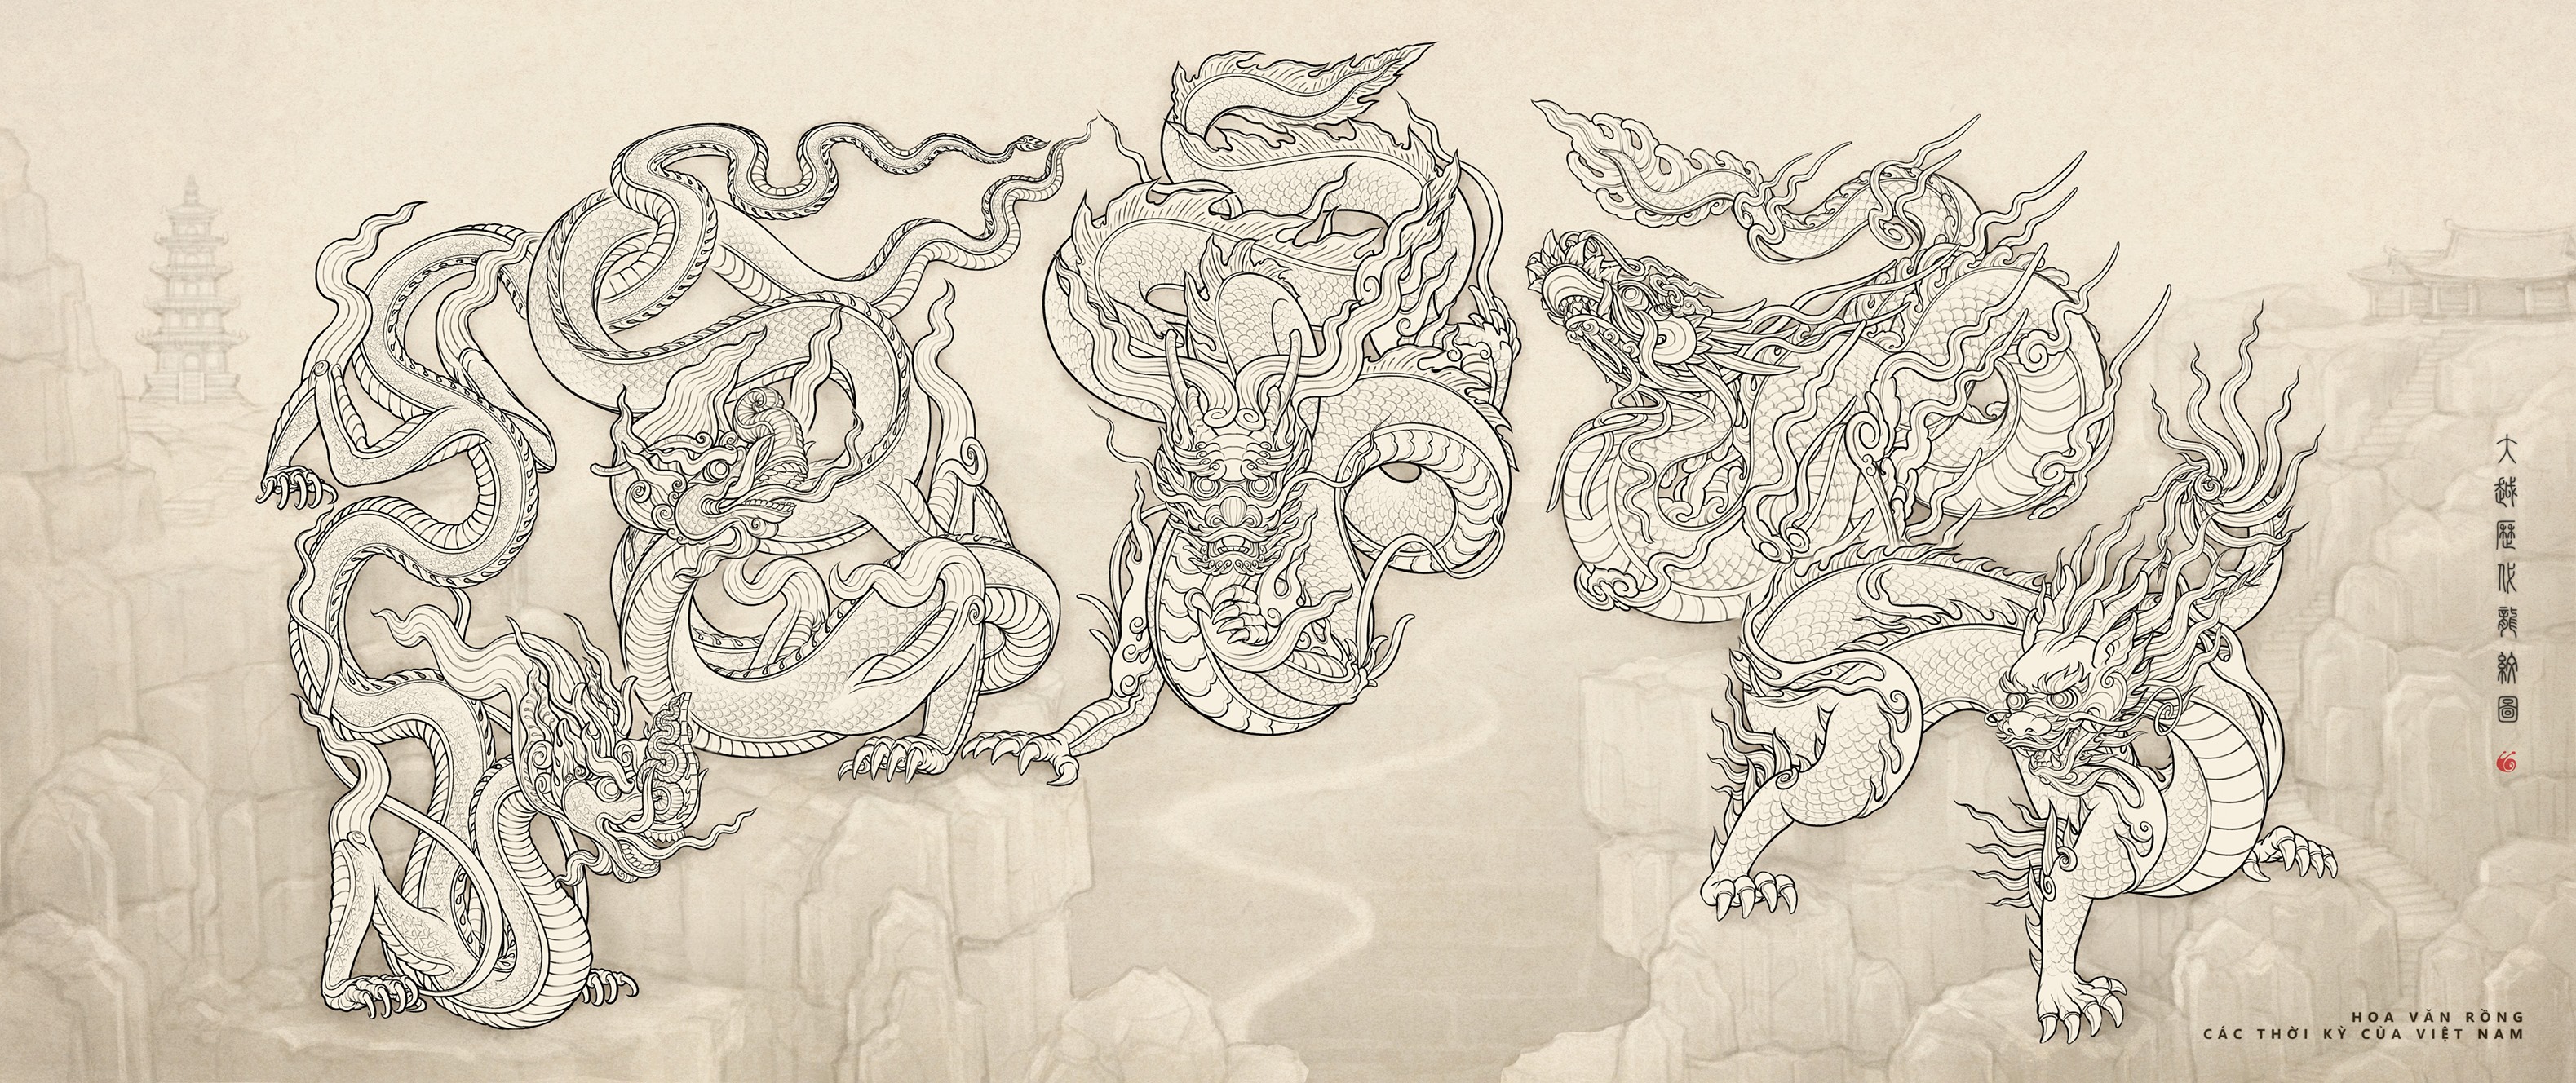 大越歷代龍紋圖
HOA VĂN RỒNG
CÁC THỜI KỲ CỦA VIỆT NAM